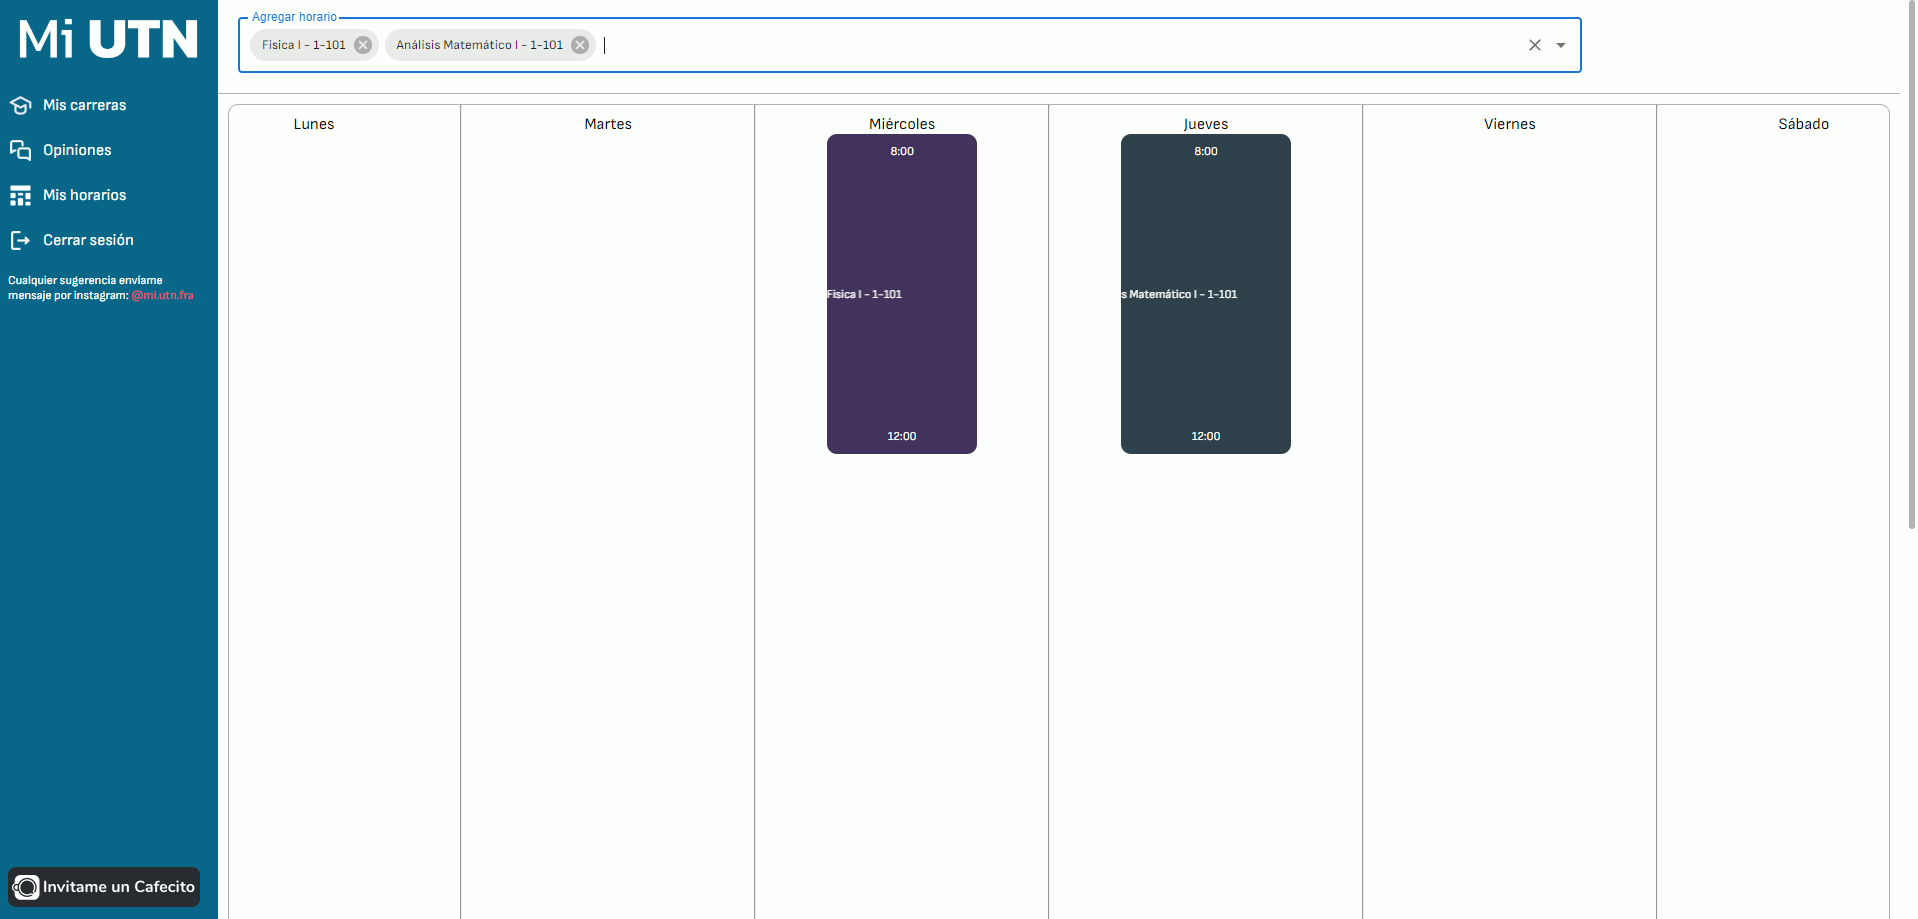 Mi UTN
Mis carreras
Opiniones
Mis horarios
Cerrar sesión
Cualquier sugerencia envíame
mensaje por instagram: @mi.utn.fra
Invitame un Cafecito
Agregar horario
Fisica I - 1-101
Análisis Matemático I - 1-101
Lunes
Martes
Miércoles
Jueves
Viernes
Sábado
8:00
Fisica I - 1-101
12:00
8:00
s Matemático I - 1-101
12:00